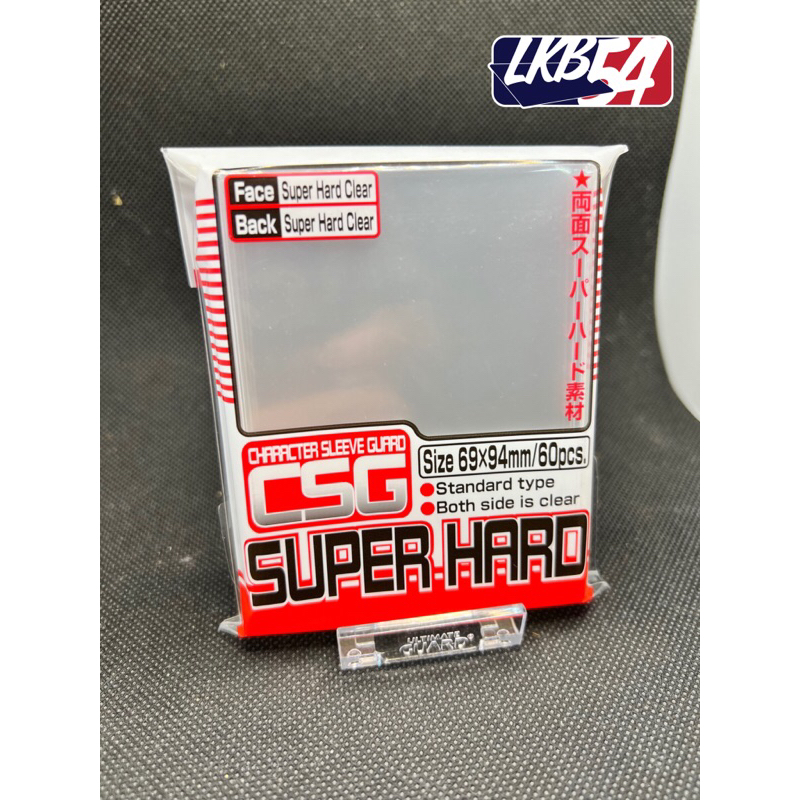 LKB54
Face Super Hard Clear
Back Super Hard Clear
★両面スーパーハード素材
CHARACTER SLEEVE GUARD
CSG
Size 69×94mm/60pcs.
●Standard type
●Both side is clear
SUPER HARD
ULTIMATE
GUARD®